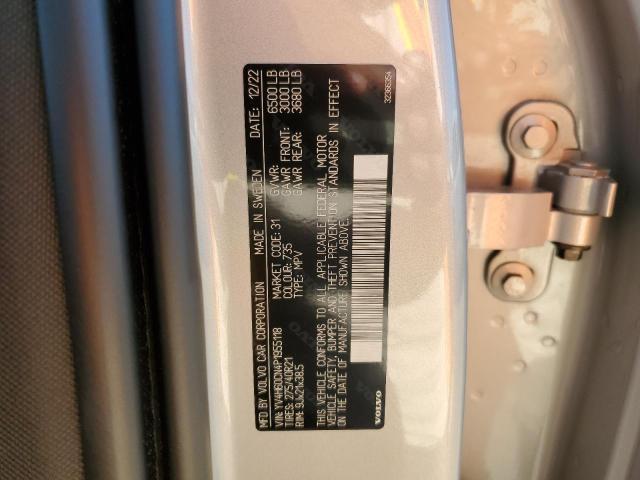 MFG BY VOLVO CAR CORPORATION MADE IN SWEDEN DATE: 12/22
VIN: YV4H60CN4P1955118 MARKET CODE: 31 GVWR: 6500 LB
TIRES: 275/40R21 COLOUR: 735 GAWR FRONT: 3000 LB
RIM: 9Jx21x38.5 TYPE: MPV GAWR REAR: 3680 LB
THIS VEHICLE CONFORMS TO ALL APPLICABLE FEDERAL MOTOR
VEHICLE SAFETY, BUMPER AND THEFT PREVENTION STANDARDS IN EFFECT
ON THE DATE OF MANUFACTURE SHOWN ABOVE.
VOLVO 32366354